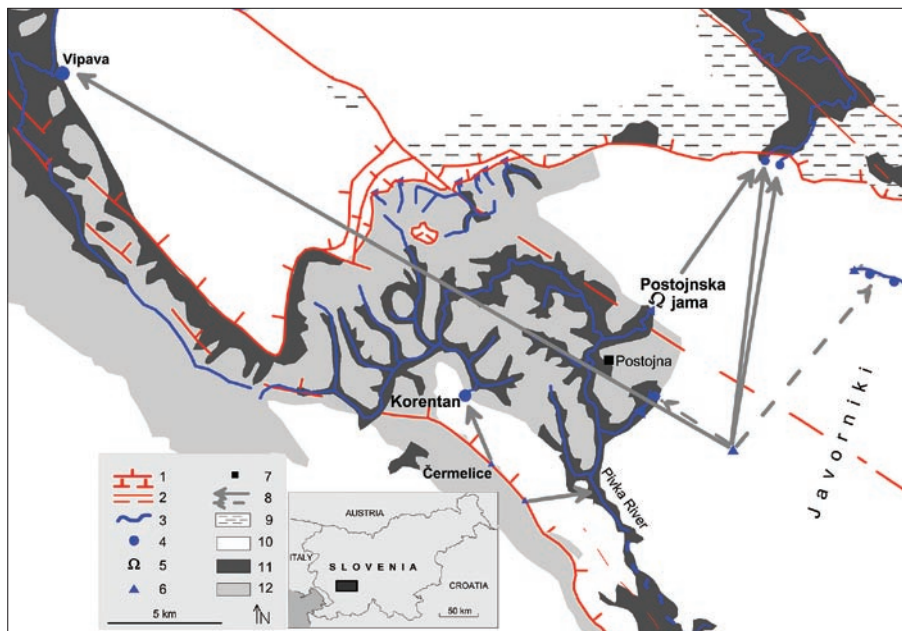 Vipava
Postojnska
Ω jama
Postojna
Korentan
Čermelice
Pivka River
Javorniki
1
2
3
4
5 Ω
6
7
8
9
10
11
12
5 km
N
AUSTRIA
ITALY
SLOVENIA
CROATIA
50 km